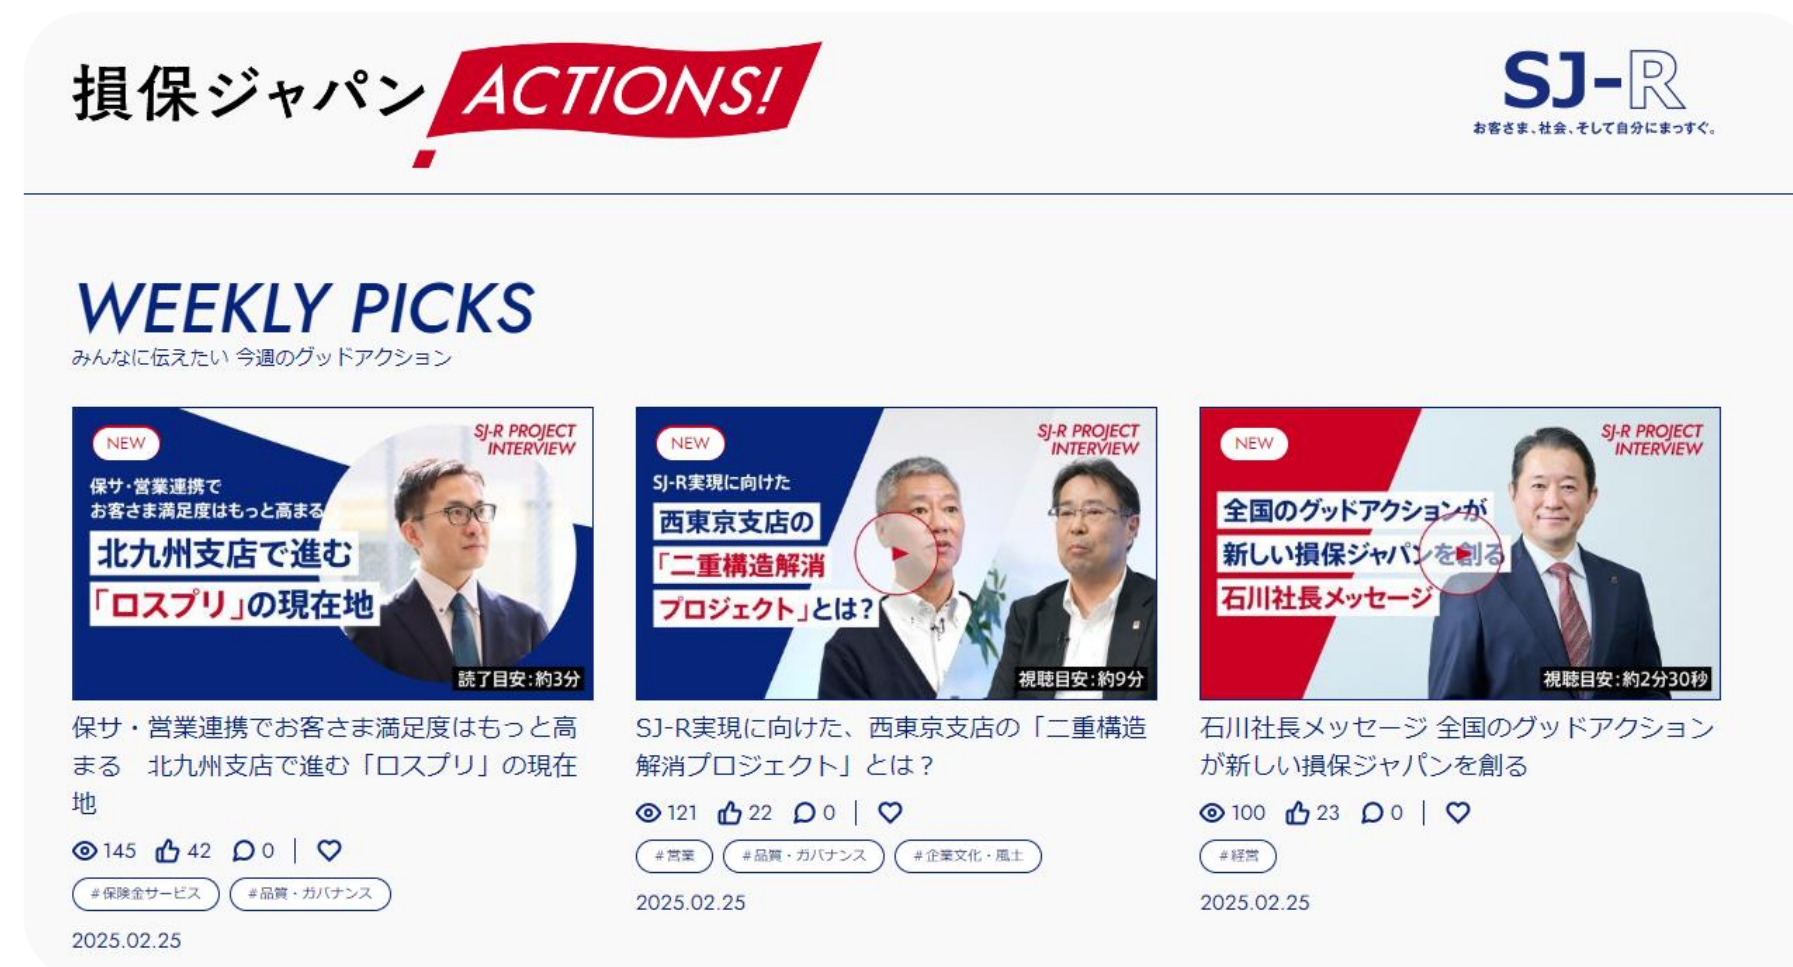 損保ジャパン ACTIONS!
SJ-R
お客さま、社会、そして自分にまっすぐ。
WEEKLY PICKS
みんなに伝えたい 今週のグッドアクション
NEW
SJ-R PROJECT
INTERVIEW
保サ・営業連携で
お客さま満足度はもっと高まる
北九州支店で進む
「ロスプリ」の現在地
読了目安：約3分
保サ・営業連携でお客さま満足度はもっと高
まる　北九州支店で進む「ロスプリ」の現在
地
145 42 0
#保険金サービス #品質・ガバナンス
2025.02.25
NEW
SJ-R PROJECT
INTERVIEW
SJ-R実現に向けた
西東京支店の
「二重構造解消
プロジェクト」とは？
視聴目安：約9分
SJ-R実現に向けた、西東京支店の「二重構造
解消プロジェクト」とは？
121 22 0
#営業 #品質・ガバナンス #企業文化・風土
2025.02.25
NEW
SJ-R PROJECT
INTERVIEW
全国のグッドアクションが
新しい損保ジャパンを創る
石川社長メッセージ
視聴目安：約2分30秒
石川社長メッセージ 全国のグッドアクション
が新しい損保ジャパンを創る
100 23 0
#経営
2025.02.25